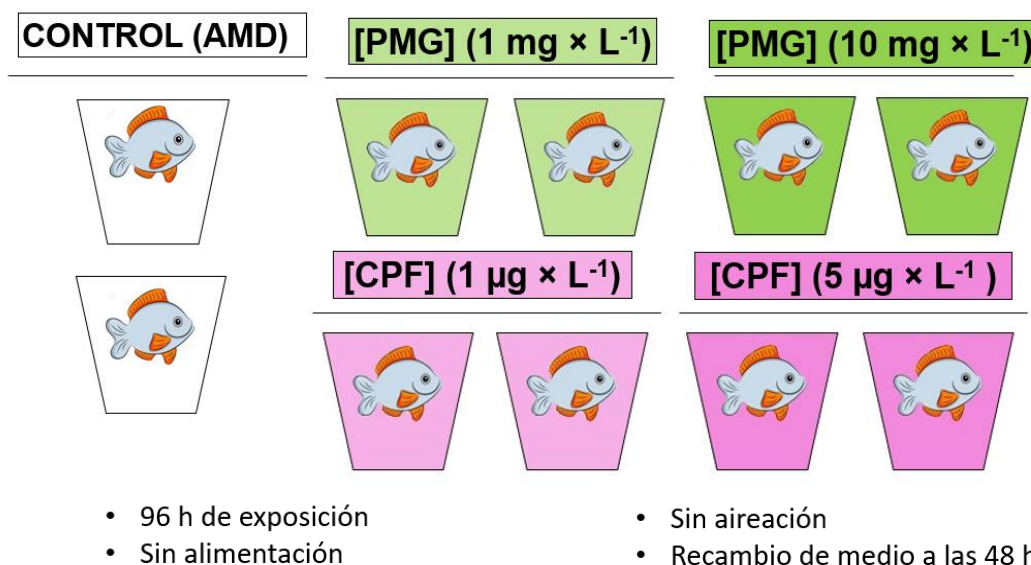 CONTROL (AMD)
[PMG] (1 mg × L⁻¹)
[PMG] (10 mg × L⁻¹)
[CPF] (1 µg × L⁻¹)
[CPF] (5 µg × L⁻¹ )
• 96 h de exposición
• Sin alimentación
• Sin aireación
• Recambio de medio a las 48 h